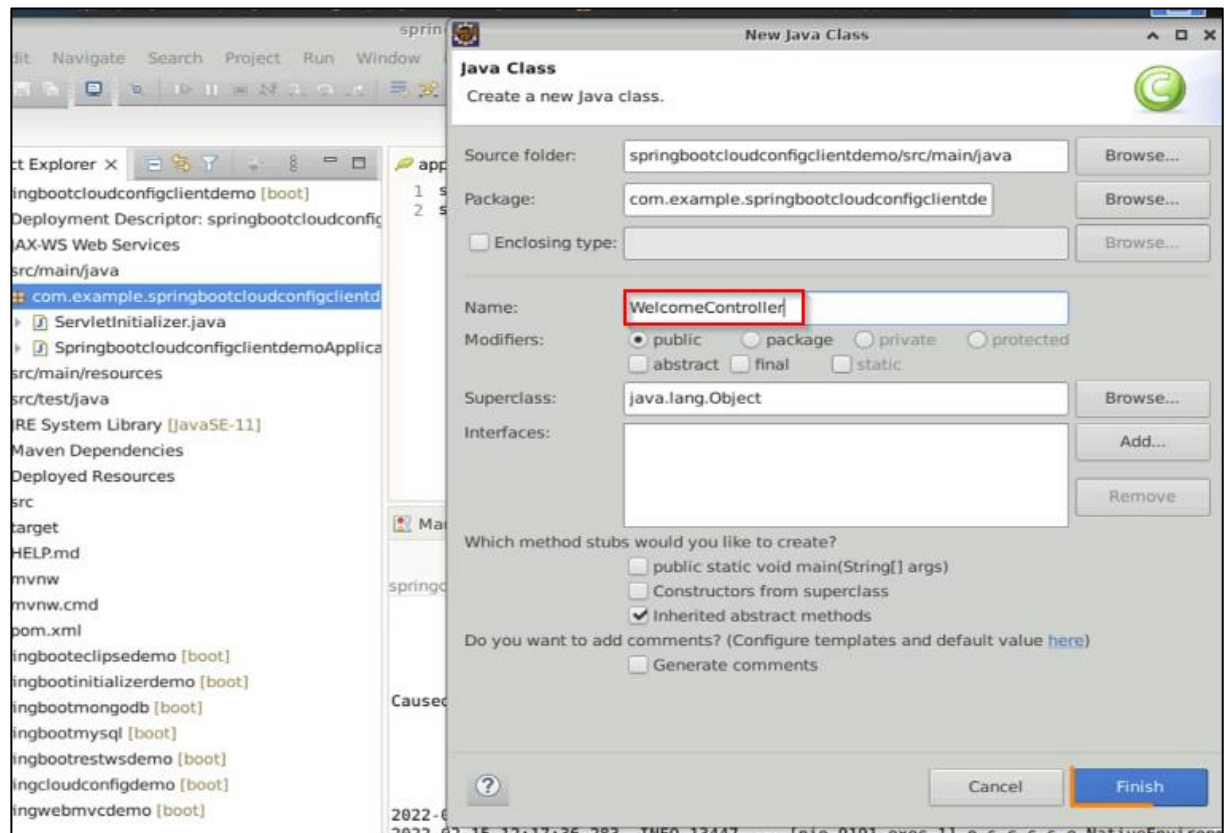 sprin
dit Navigate Search Project Run Window
ct Explorer
ingbootcloudconfigclientdemo [boot]
Deployment Descriptor: springbootcloudconfig
AX-WS Web Services
src/main/java
com.example.springbootcloudconfigclientd
ServletInitializer.java
SpringbootcloudconfigclientdemoApplica
src/main/resources
src/test/java
RE System Library [JavaSE-11]
Maven Dependencies
Deployed Resources
src
target
HELP.md
mvnw
mvnw.cmd
pom.xml
ingbooteclipsedemo [boot]
ingbootinitializerdemo [boot]
ingbootmongodb [boot]
ingbootmysql [boot]
ingbootrestwsdemo [boot]
ingcloudconfigdemo [boot]
ingwebmvcdemo [boot]
app
1 s
2 s
Mar
springc
Caused
2022-0
New Java Class
Java Class
Create a new Java class.
Source folder: springbootcloudconfigclientdemo/src/main/java Browse...
Package: com.example.springbootcloudconfigclientde Browse...
Enclosing type: Browse...
Name: WelcomeController
Modifiers: public package private protected
abstract final static
Superclass: java.lang.Object Browse...
Interfaces: Add...
Remove
Which method stubs would you like to create?
public static void main(String[] args)
Constructors from superclass
Inherited abstract methods
Do you want to add comments? (Configure templates and default value here)
Generate comments
? Cancel Finish